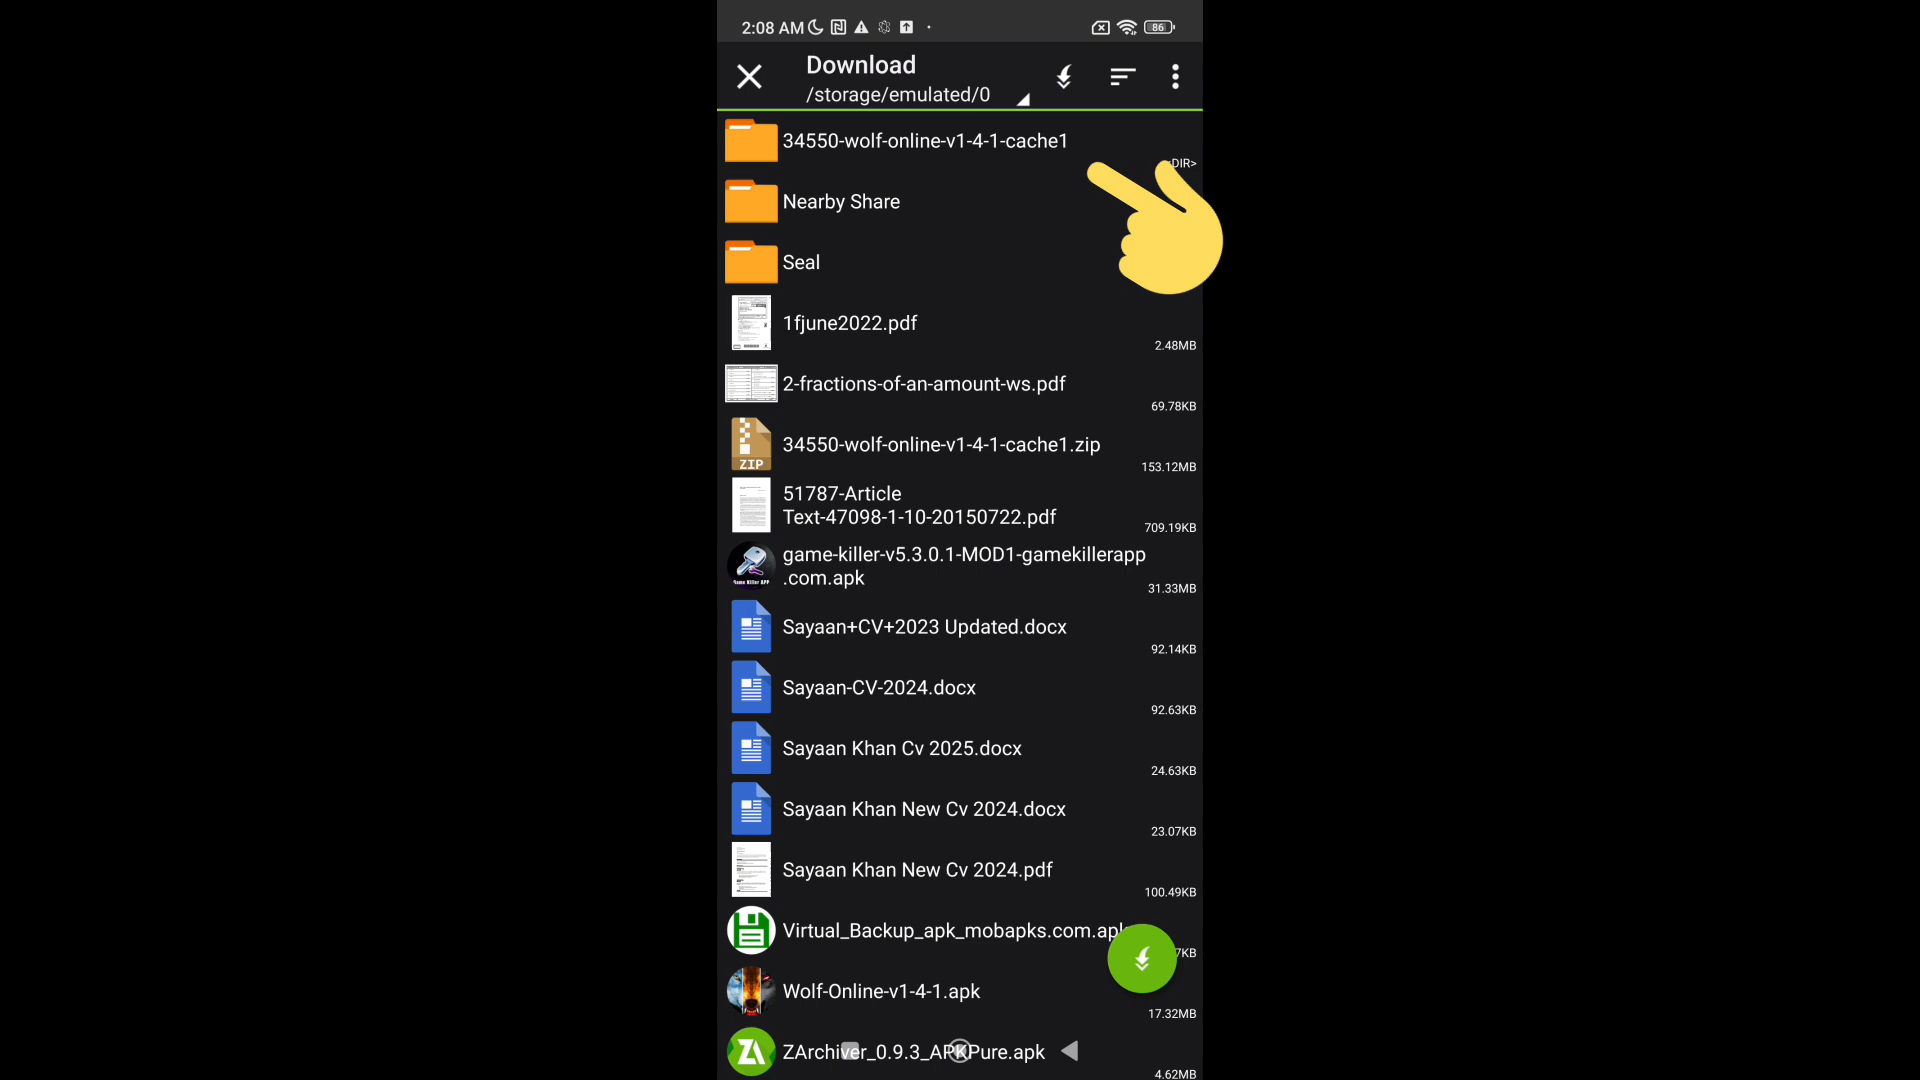 2:08 AM
86
Download
/storage/emulated/0
34550-wolf-online-v1-4-1-cache1
<DIR>
Nearby Share
Seal
1fjune2022.pdf
2.48MB
2-fractions-of-an-amount-ws.pdf
69.78KB
34550-wolf-online-v1-4-1-cache1.zip
ZIP
153.12MB
51787-Article
Text-47098-1-10-20150722.pdf
709.19KB
game-killer-v5.3.0.1-MOD1-gamekillerapp
.com.apk
Game Killer APP
31.33MB
Sayaan+CV+2023 Updated.docx
92.14KB
Sayaan-CV-2024.docx
92.63KB
Sayaan Khan Cv 2025.docx
24.63KB
Sayaan Khan New Cv 2024.docx
23.07KB
Sayaan Khan New Cv 2024.pdf
100.49KB
Virtual_Backup_apk_mobapks.com.apk
7KB
Wolf-Online-v1-4-1.apk
17.32MB
ZA
ZArchiver_0.9.3_APKPure.apk
4.62MB